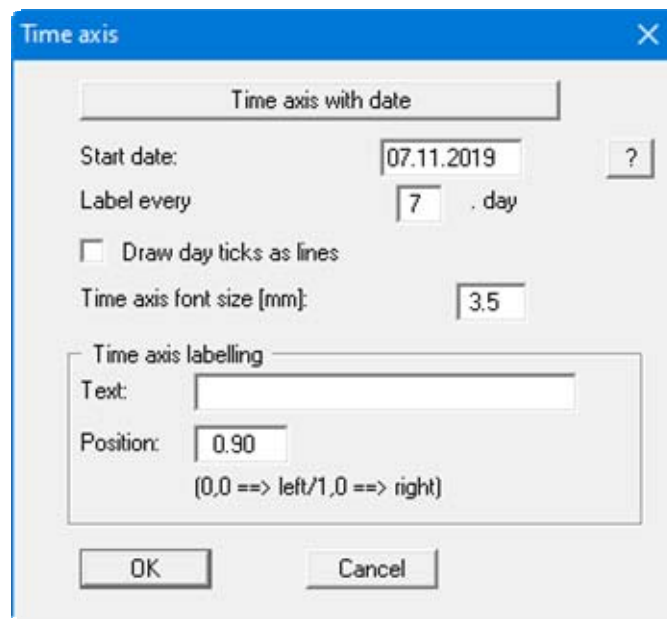 Time axis
Time axis with date
Start date: 07.11.2019 ?
Label every 7 . day
Draw day ticks as lines
Time axis font size [mm]: 3.5
Time axis labelling
Text:
Position: 0.90
(0,0 ==> left/1,0 ==> right)
OK Cancel